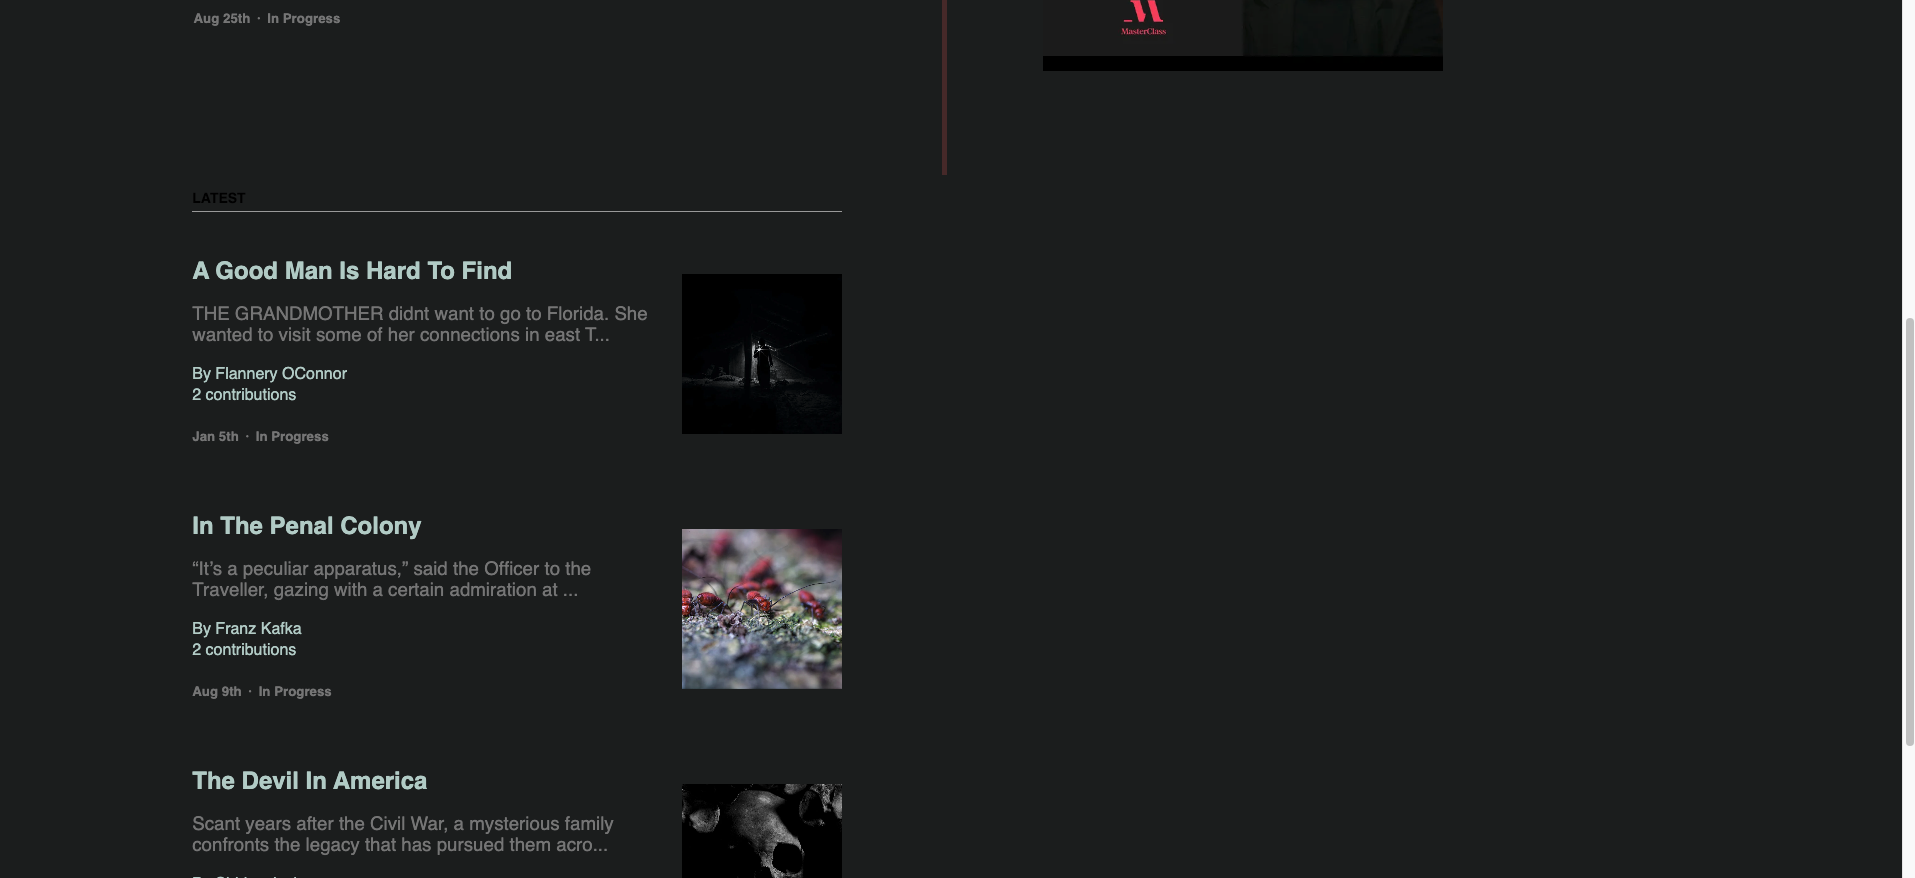 Aug 25th · In Progress
MasterClass
LATEST
A Good Man Is Hard To Find
THE GRANDMOTHER didnt want to go to Florida. She
wanted to visit some of her connections in east T...
By Flannery OConnor
2 contributions
Jan 5th · In Progress
In The Penal Colony
“It’s a peculiar apparatus,” said the Officer to the
Traveller, gazing with a certain admiration at ...
By Franz Kafka
2 contributions
Aug 9th · In Progress
The Devil In America
Scant years after the Civil War, a mysterious family
confronts the legacy that has pursued them acro...